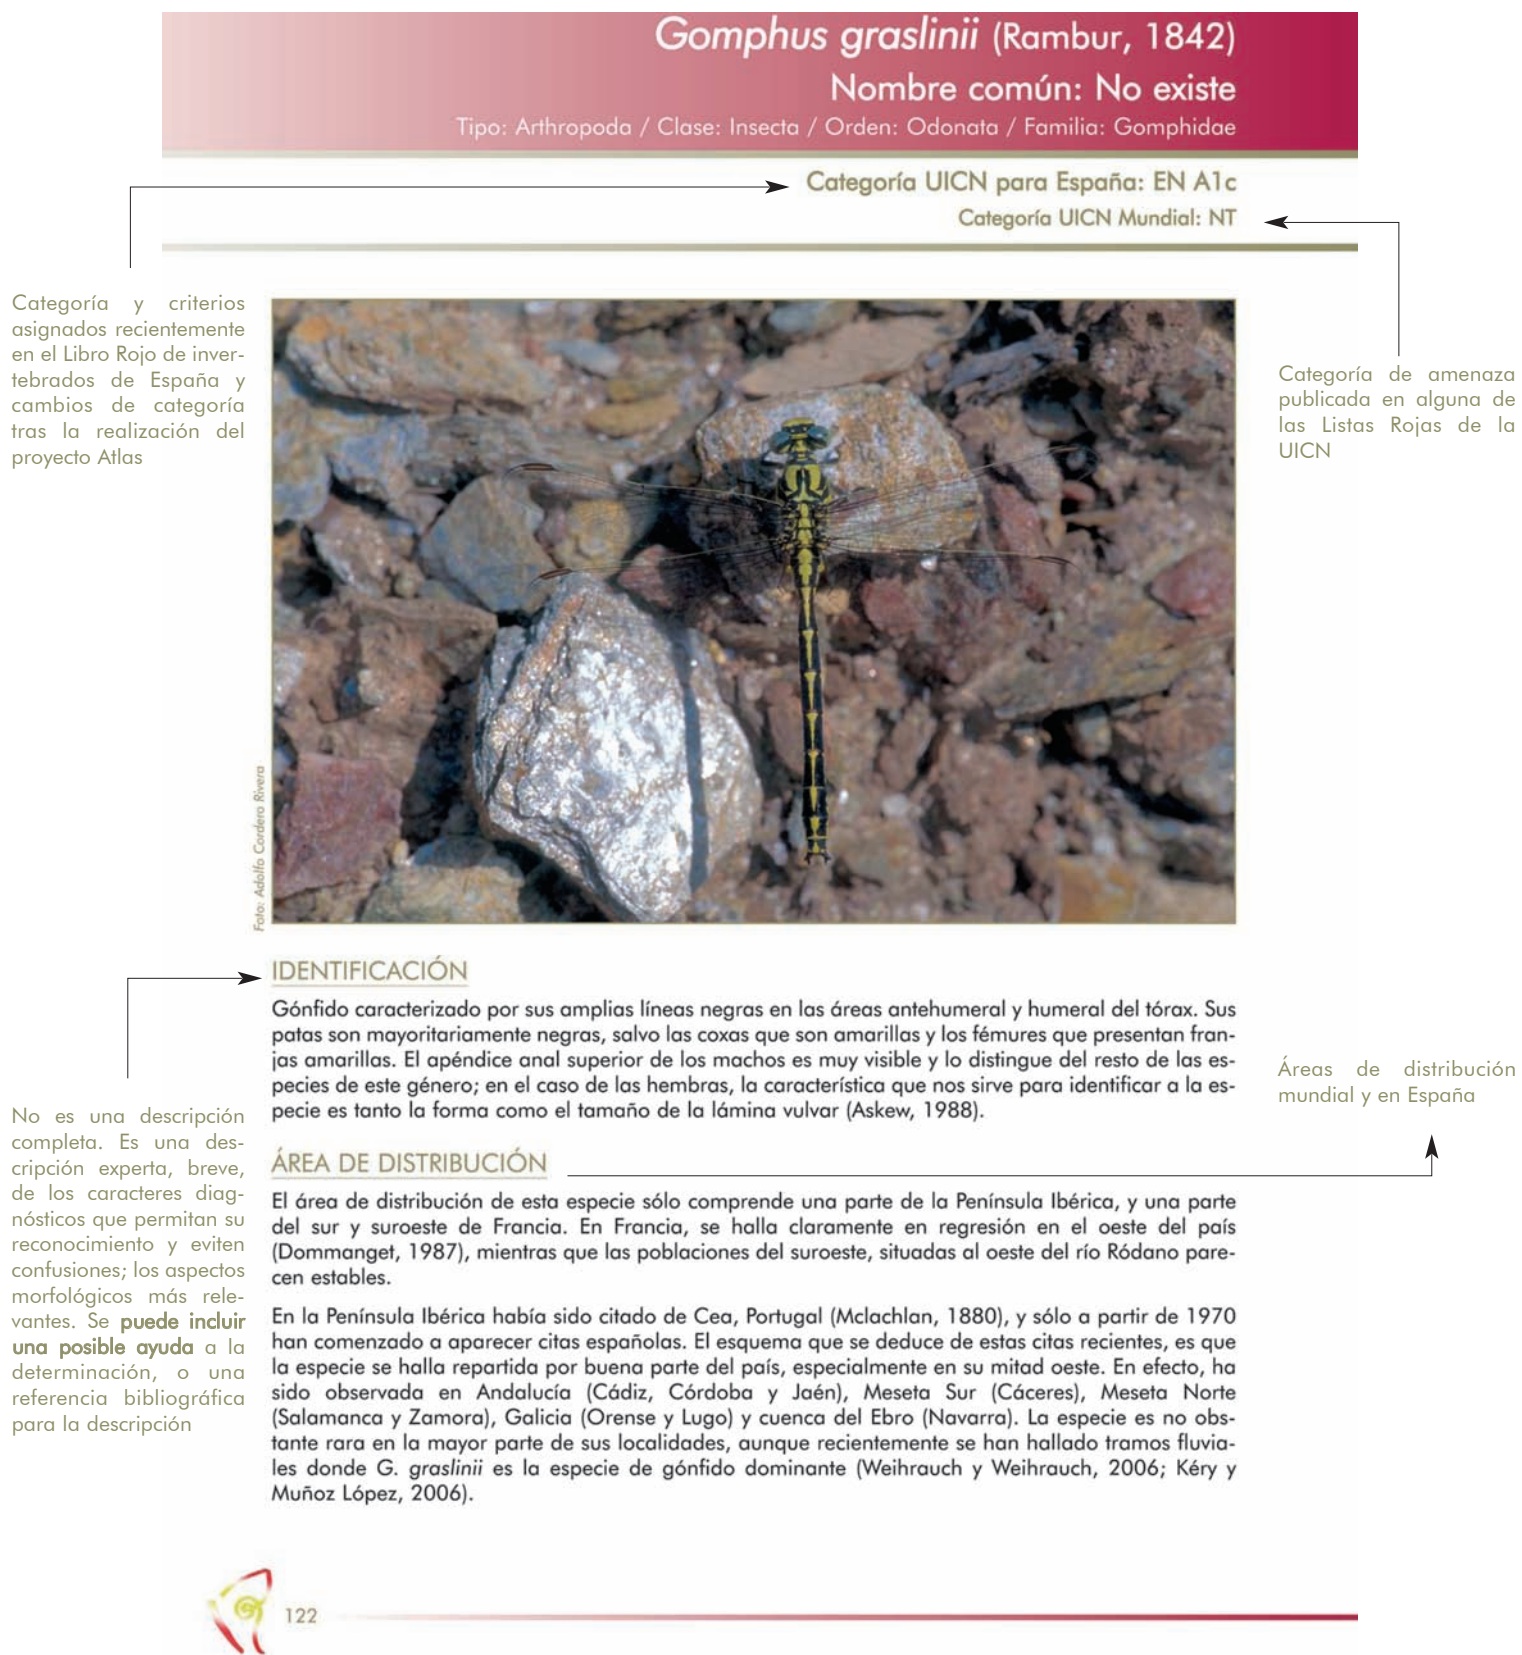 Gomphus graslinii (Rambur, 1842)
Nombre común: No existe
Tipo: Arthropoda / Clase: Insecta / Orden: Odonata / Familia: Gomphidae
Categoría UICN para España: EN A1c
Categoría UICN Mundial: NT
Categoría y criterios
asignados recientemente
en el Libro Rojo de inver-
tebrados de España y
cambios de categoría
tras la realización del
proyecto Atlas
Categoría de amenaza
publicada en alguna de
las Listas Rojas de la
UICN
Foto: Adolfo Cordero Rivera
IDENTIFICACIÓN
Gónfido caracterizado por sus amplias líneas negras en las áreas antehumeral y humeral del tórax. Sus
patas son mayoritariamente negras, salvo las coxas que son amarillas y los fémures que presentan fran-
jas amarillas. El apéndice anal superior de los machos es muy visible y lo distingue del resto de las es-
pecies de este género; en el caso de las hembras, la característica que nos sirve para identificar a la es-
pecie es tanto la forma como el tamaño de la lámina vulvar (Askew, 1988).
No es una descripción
completa. Es una des-
cripción experta, breve,
de los caracteres diag-
nósticos que permitan su
reconocimiento y eviten
confusiones; los aspectos
morfológicos más rele-
vantes. Se puede incluir
una posible ayuda a la
determinación, o una
referencia bibliográfica
para la descripción
Áreas de distribución
mundial y en España
ÁREA DE DISTRIBUCIÓN
El área de distribución de esta especie sólo comprende una parte de la Península Ibérica, y una parte
del sur y suroeste de Francia. En Francia, se halla claramente en regresión en el oeste del país
(Dommanget, 1987), mientras que las poblaciones del suroeste, situadas al oeste del río Ródano pare-
cen estables.
En la Península Ibérica había sido citado de Cea, Portugal (Mclachlan, 1880), y sólo a partir de 1970
han comenzado a aparecer citas españolas. El esquema que se deduce de estas citas recientes, es que
la especie se halla repartida por buena parte del país, especialmente en su mitad oeste. En efecto, ha
sido observada en Andalucía (Cádiz, Córdoba y Jaén), Meseta Sur (Cáceres), Meseta Norte
(Salamanca y Zamora), Galicia (Orense y Lugo) y cuenca del Ebro (Navarra). La especie es no obs-
tante rara en la mayor parte de sus localidades, aunque recientemente se han hallado tramos fluvia-
les donde G. graslinii es la especie de gónfido dominante (Weihrauch y Weihrauch, 2006; Kéry y
Muñoz López, 2006).
122